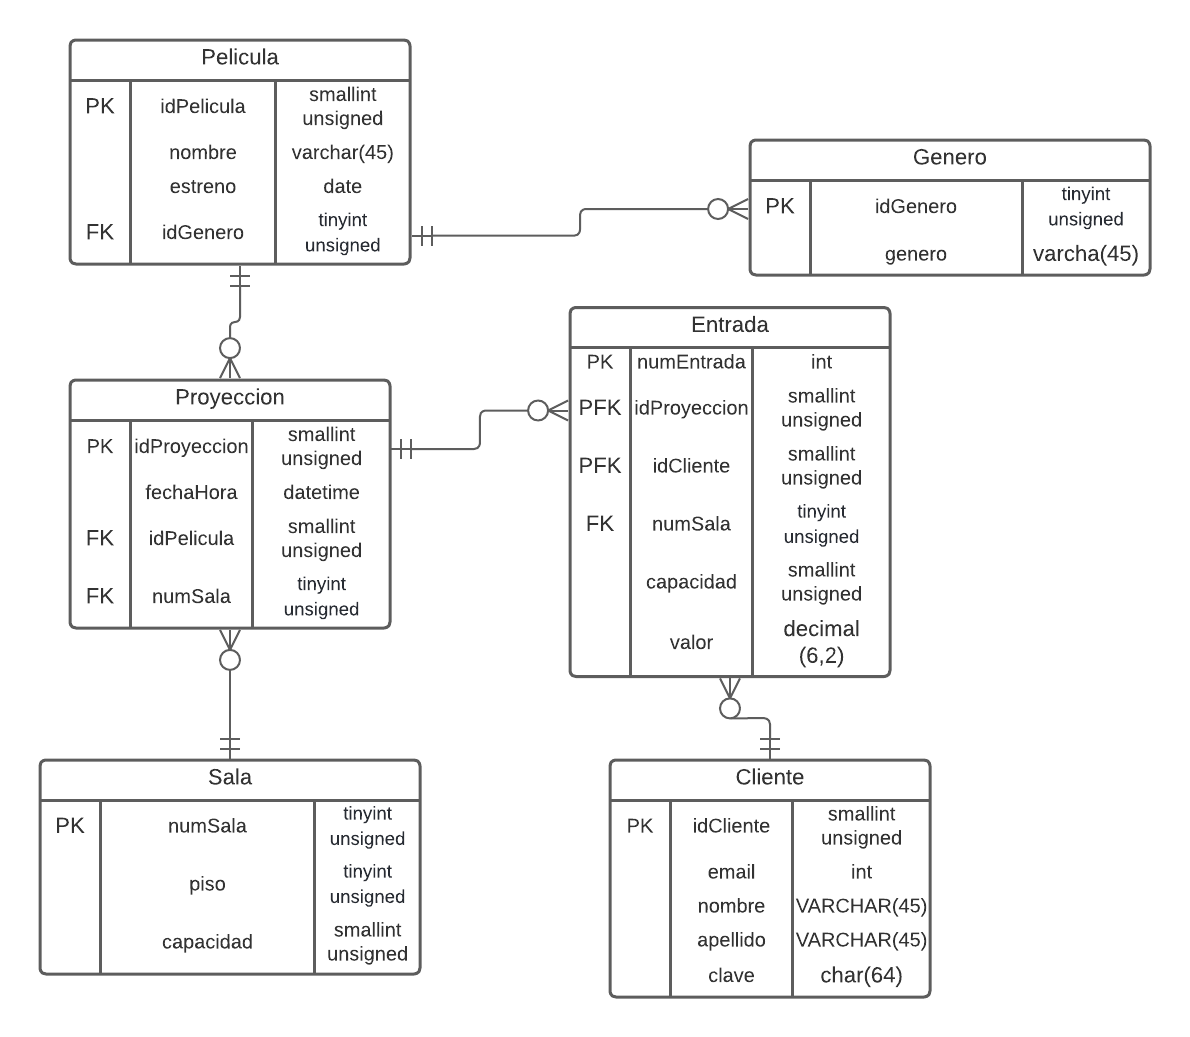 Pelicula
PK idPelicula smallint
unsigned
nombre varchar(45)
estreno date
FK idGenero tinyint
unsigned
Genero
PK idGenero tinyint
unsigned
genero varcha(45)
Entrada
PK numEntrada int
PFK idProyeccion smallint
unsigned
PFK idCliente smallint
unsigned
FK numSala tinyint
unsigned
capacidad smallint
unsigned
valor decimal
(6,2)
Proyeccion
PK idProyeccion smallint
unsigned
fechaHora datetime
FK idPelicula smallint
unsigned
FK numSala tinyint
unsigned
Sala
PK numSala tinyint
unsigned
piso tinyint
unsigned
capacidad smallint
unsigned
Cliente
PK idCliente smallint
unsigned
email int
nombre VARCHAR(45)
apellido VARCHAR(45)
clave char(64)